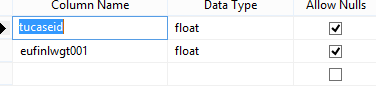 Column Name Data Type Allow Nulls
tucaseid float
eufinlwgt001 float